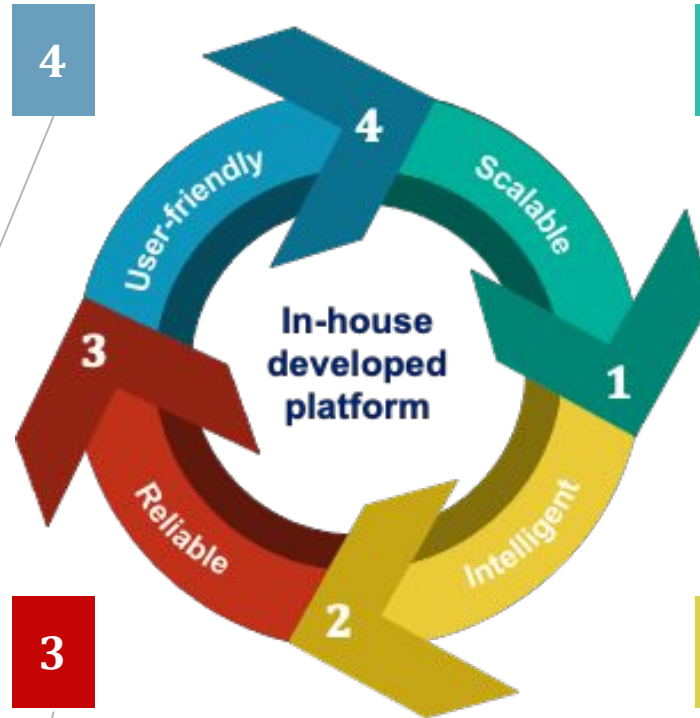 4
4
Scalable
User-friendly
In-house
developed
platform
3
1
Reliable
Intelligent
2
3